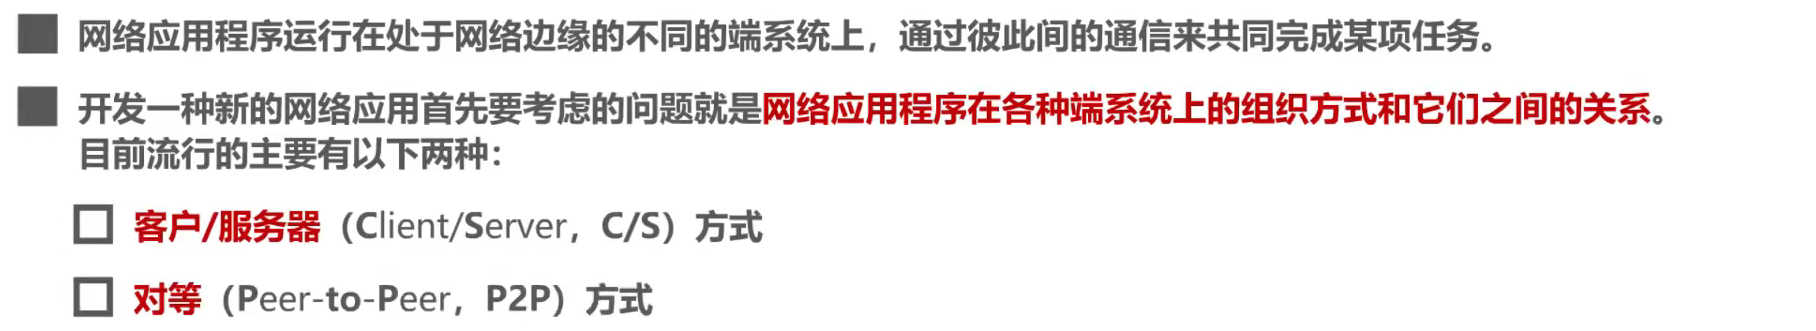 网络应用程序运行在处于网络边缘的不同的端系统上，通过彼此间的通信来共同完成某项任务。
开发一种新的网络应用首先要考虑的问题就是网络应用程序在各种端系统上的组织方式和它们之间的关系。
目前流行的主要有以下两种：
客户/服务器（Client/Server，C/S）方式
对等（Peer-to-Peer，P2P）方式